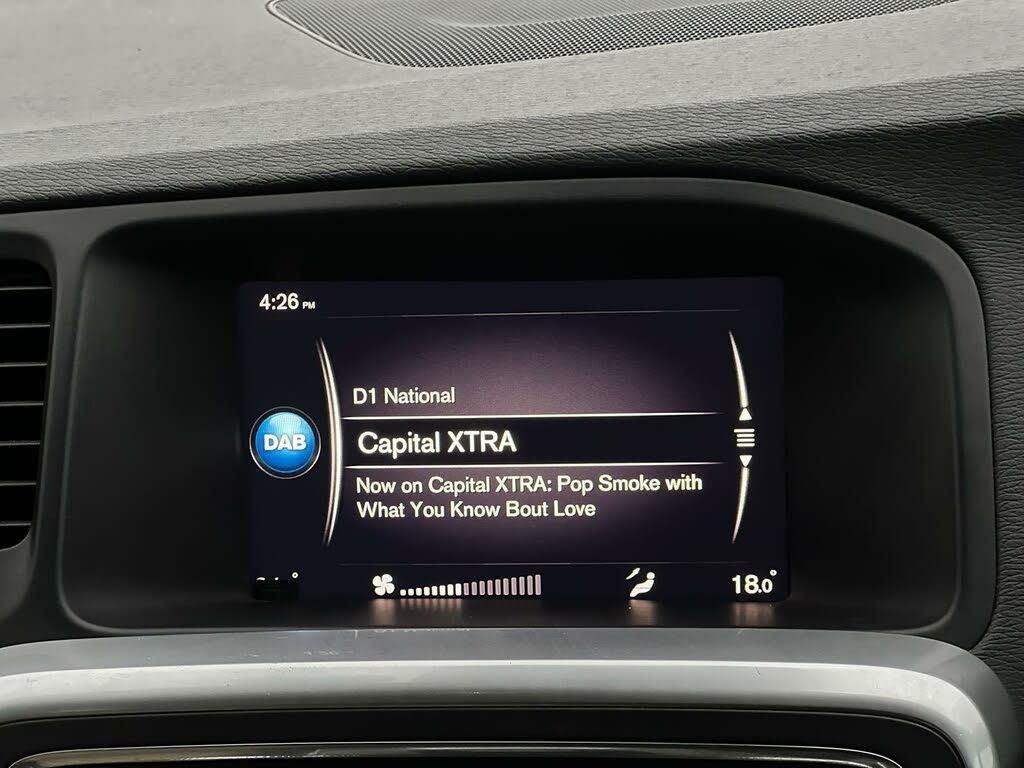 4:26 PM
D1 National
DAB
Capital XTRA
Now on Capital XTRA: Pop Smoke with
What You Know Bout Love
18.0°